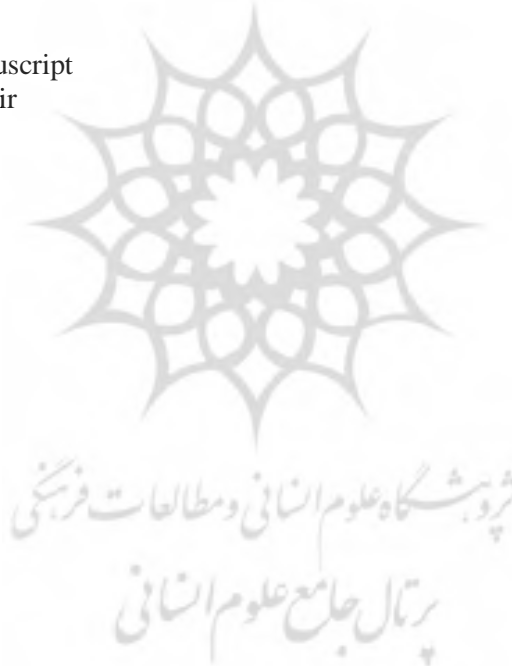 uscript
ir
پژوهشگاه علوم انسانی و مطالعات فرهنگی
پرتال جامع علوم انسانی